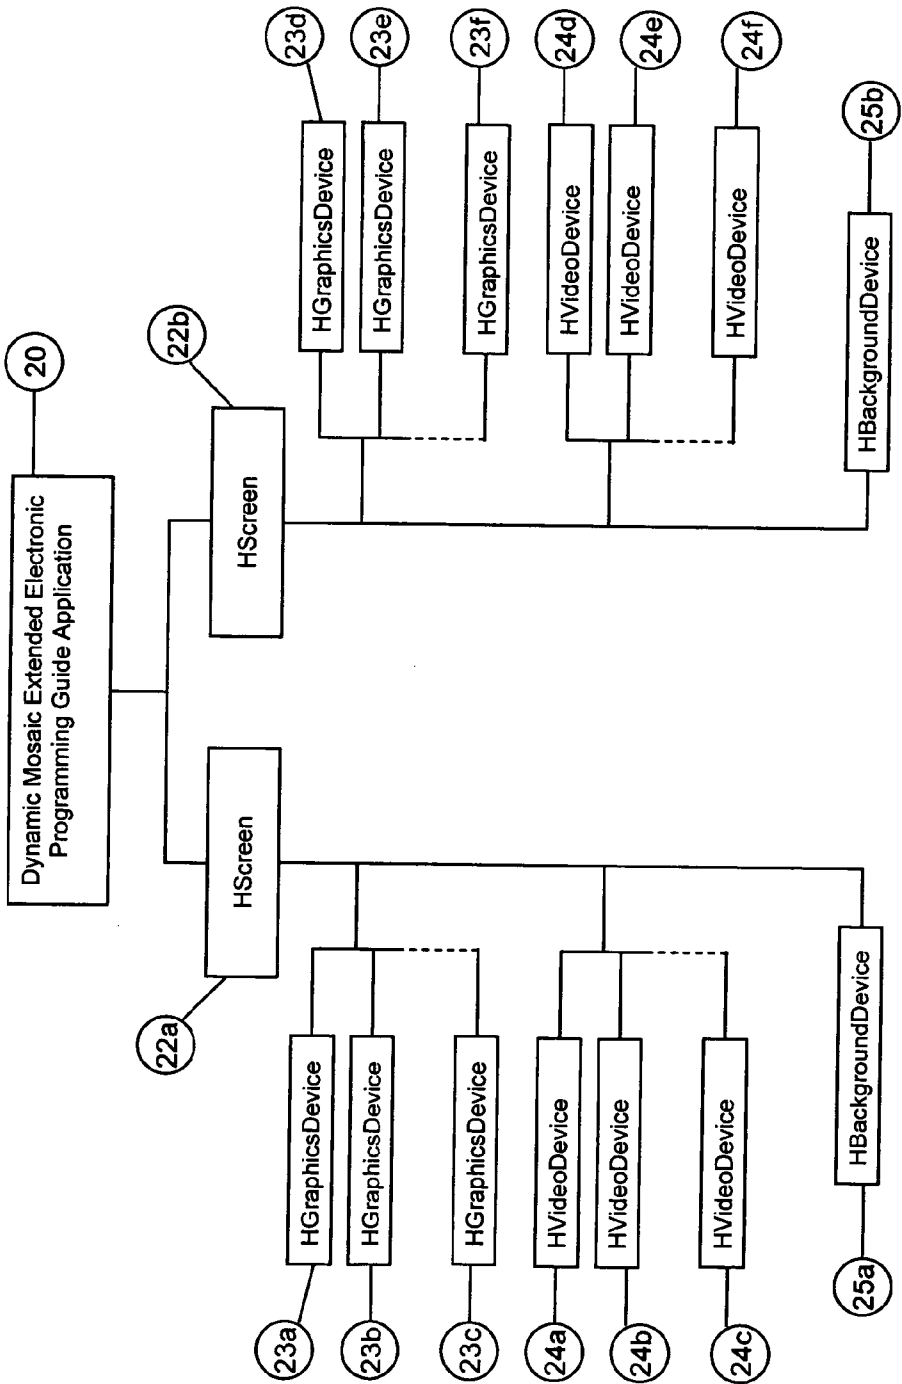 Dynamic Mosaic Extended Electronic
Programming Guide Application
20
HScreen
22a
HScreen
22b
HGraphicsDevice
23a
HGraphicsDevice
23b
HGraphicsDevice
23c
HVideoDevice
24a
HVideoDevice
24b
HVideoDevice
24c
HBackgroundDevice
25a
HGraphicsDevice
23d
HGraphicsDevice
23e
HGraphicsDevice
23f
HVideoDevice
24d
HVideoDevice
24e
HVideoDevice
24f
HBackgroundDevice
25b